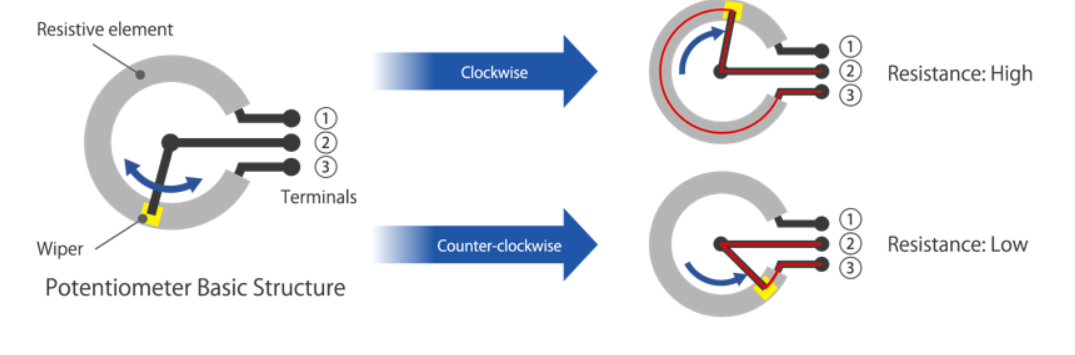 Resistive element
①
②
③
Terminals
Wiper
Potentiometer Basic Structure
Clockwise
①
②
③
Resistance: High
Counter-clockwise
①
②
③
Resistance: Low